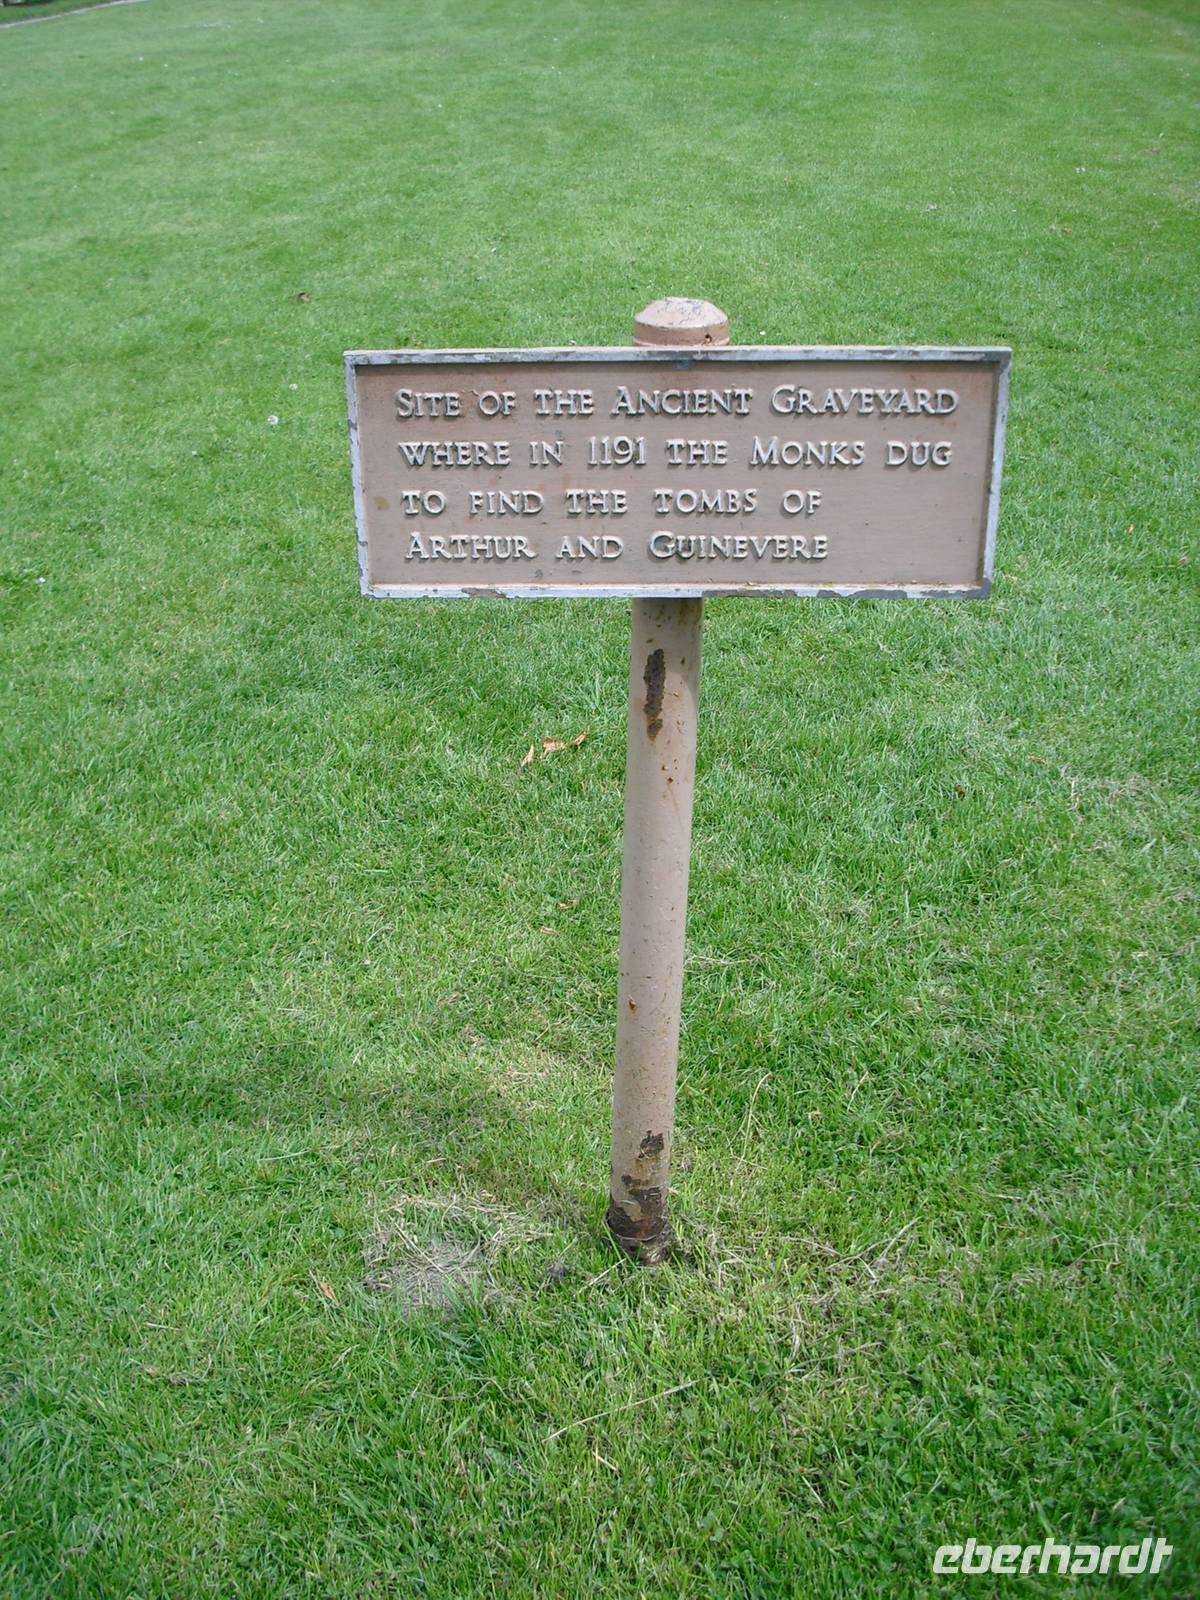 Site of the Ancient Graveyard
where in 1191 the Monks dug
to find the tombs of
Arthur and Guinevere
eberhardt